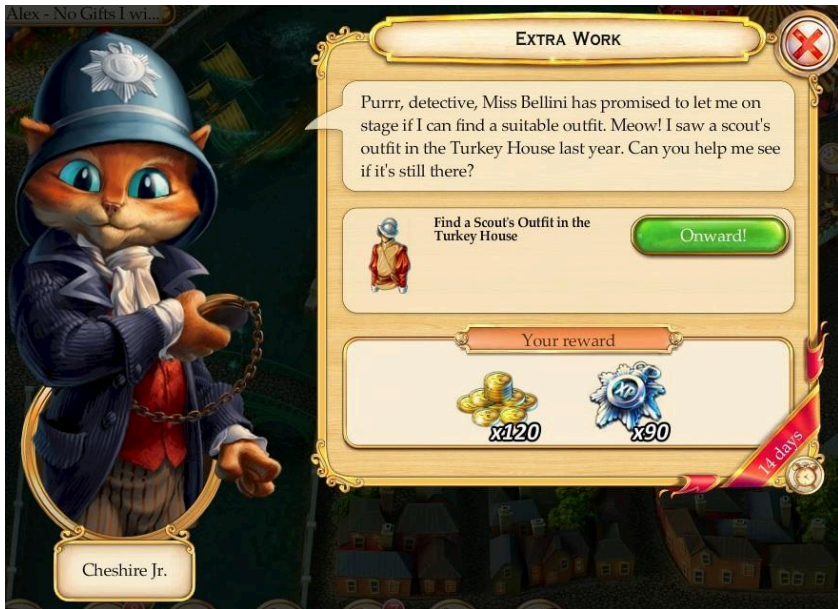 Alex - No Gifts I wi...
SALE
EXTRA WORK
Purrr, detective, Miss Bellini has promised to let me on
stage if I can find a suitable outfit. Meow! I saw a scout's
outfit in the Turkey House last year. Can you help me see
if it's still there?
Find a Scout's Outfit in the
Turkey House
Onward!
Your reward
XP
x120
x90
14 days
Cheshire Jr.